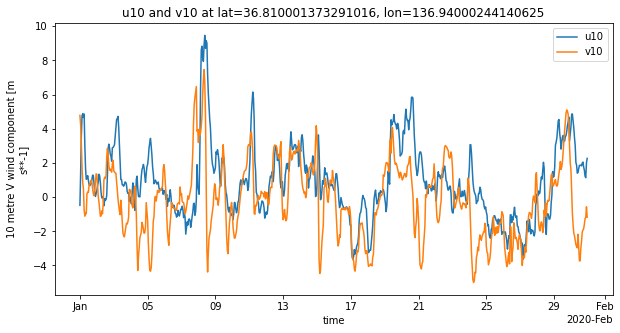 u10 and v10 at lat=36.810001373291016, lon=136.94000244140625
u10
v10
10
8
6
4
2
0
−2
−4
10 metre V wind component [m
s**-1]
Jan
05
09
13
17
21
25
29
Feb
2020-Feb
time